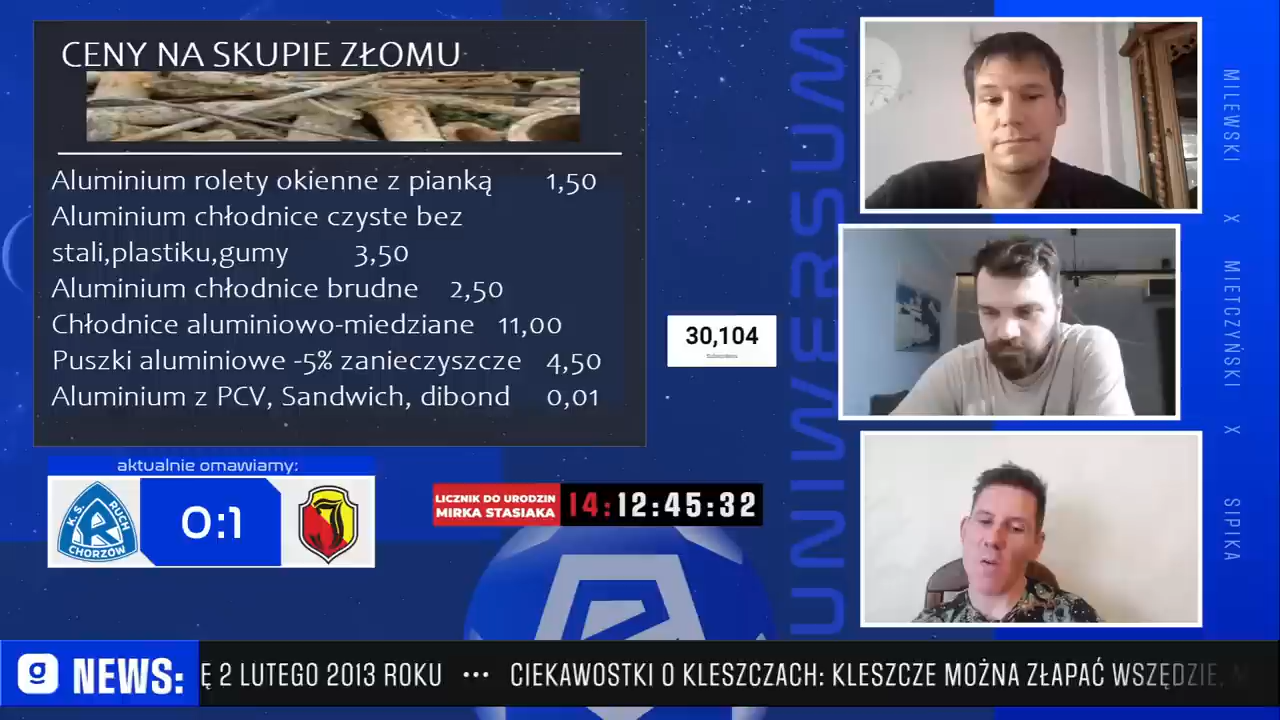 CENY NA SKUPIE ZŁOMU
Aluminium rolety okienne z pianką 1,50
Aluminium chłodnice czyste bez
stali,plastiku,gumy 3,50
Aluminium chłodnice brudne 2,50
Chłodnice aluminiowo-miedziane 11,00
Puszki aluminiowe -5% zanieczyszcze 4,50
Aluminium z PCV, Sandwich, dibond 0,01
aktualnie omawiamy:
K.S. RUCH
CHORZÓW
0:1
J
30,104
Subscribers
LICZNIK DO URODZIN
MIRKA STASIAKA
14:12:45:32
UNIWERSUM
MILEWSKI X MIETCZYŃSKI X SIPIKA
g NEWS:
Ę 2 LUTEGO 2013 ROKU ••• CIEKAWOSTKI O KLESZCZACH: KLESZCZE MOŻNA ZŁAPAĆ WSZĘDZIE,